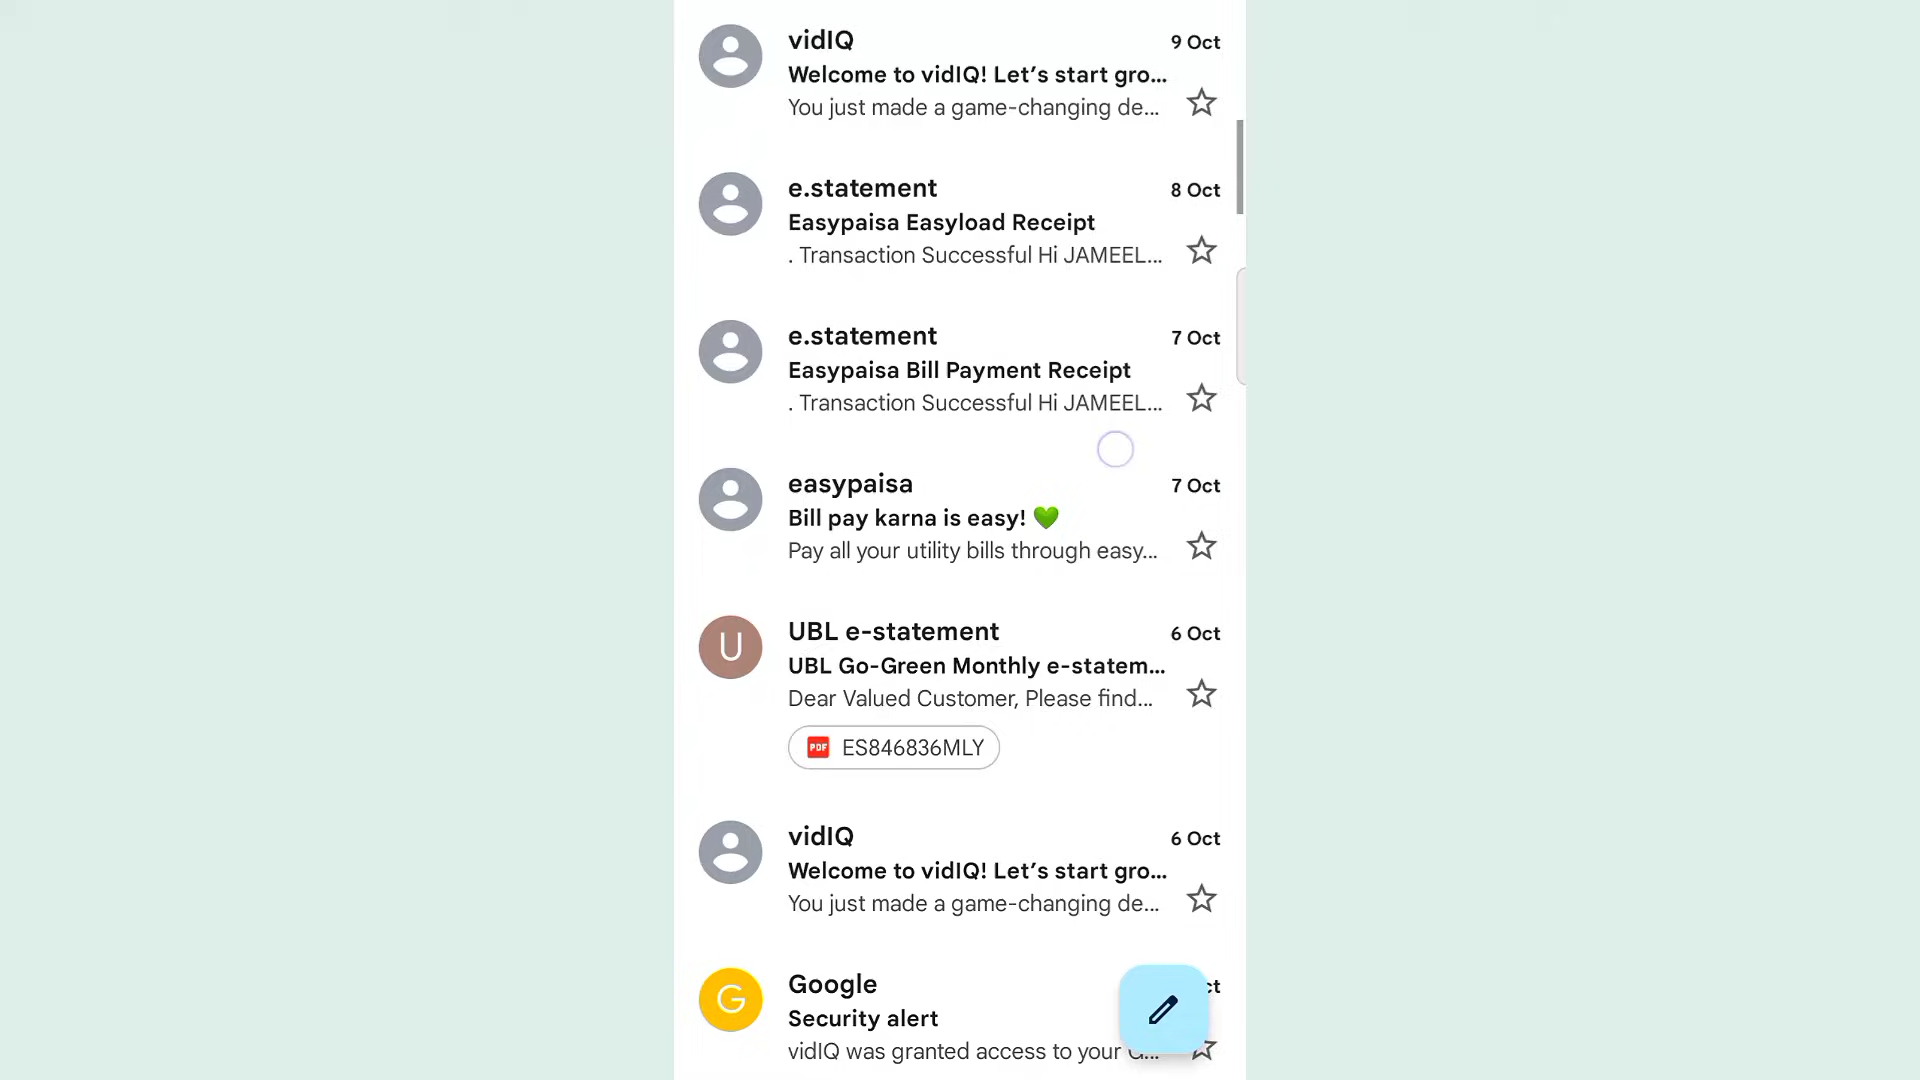 vidIQ 9 Oct
Welcome to vidIQ! Let’s start gro...
You just made a game-changing de...
e.statement 8 Oct
Easypaisa Easyload Receipt
. Transaction Successful Hi JAMEEL...
e.statement 7 Oct
Easypaisa Bill Payment Receipt
. Transaction Successful Hi JAMEEL...
easypaisa 7 Oct
Bill pay karna is easy! 💚
Pay all your utility bills through easy...
U UBL e-statement 6 Oct
UBL Go-Green Monthly e-statem...
Dear Valued Customer, Please find...
PDF ES846836MLY
vidIQ 6 Oct
Welcome to vidIQ! Let’s start gro...
You just made a game-changing de...
G Google
Security alert
vidIQ was granted access to your G...